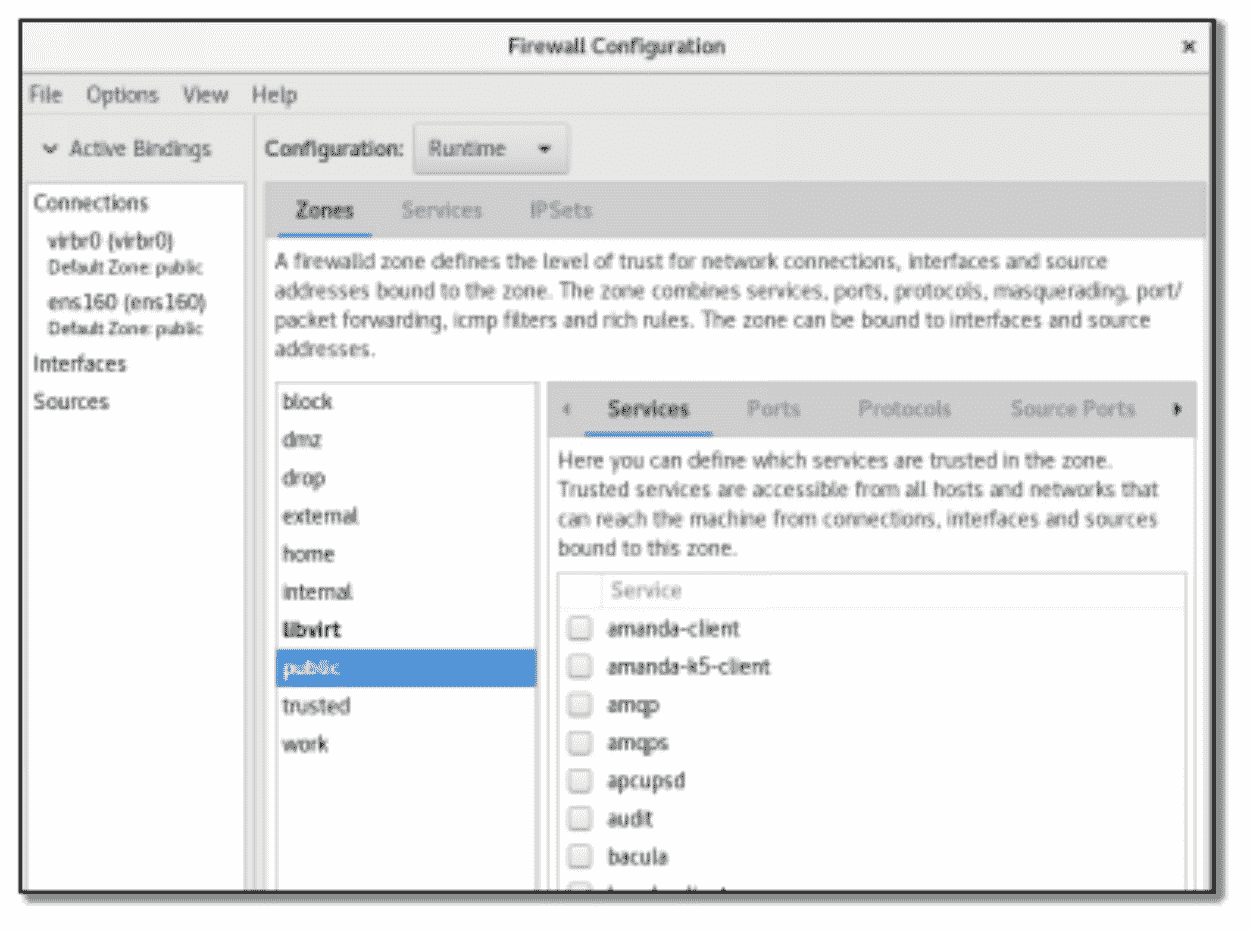 Firewall Configuration
File Options View Help
Active Bindings
Configuration: Runtime
Connections
virbr0 (virbr0)
Default Zone: public
ens160 (ens160)
Default Zone: public
Interfaces
Sources
Zones Services IPSets
A firewalld zone defines the level of trust for network connections, interfaces and source
addresses bound to the zone. The zone combines services, ports, protocols, masquerading, port/
packet forwarding, icmp filters and rich rules. The zone can be bound to interfaces and source
addresses.
block
dmz
drop
external
home
internal
libvirt
public
trusted
work
Services Ports Protocols Source Ports
Here you can define which services are trusted in the zone.
Trusted services are accessible from all hosts and networks that
can reach the machine from connections, interfaces and sources
bound to this zone.
Service
amanda-client
amanda-k5-client
amqp
amqps
apcupsd
audit
bacula